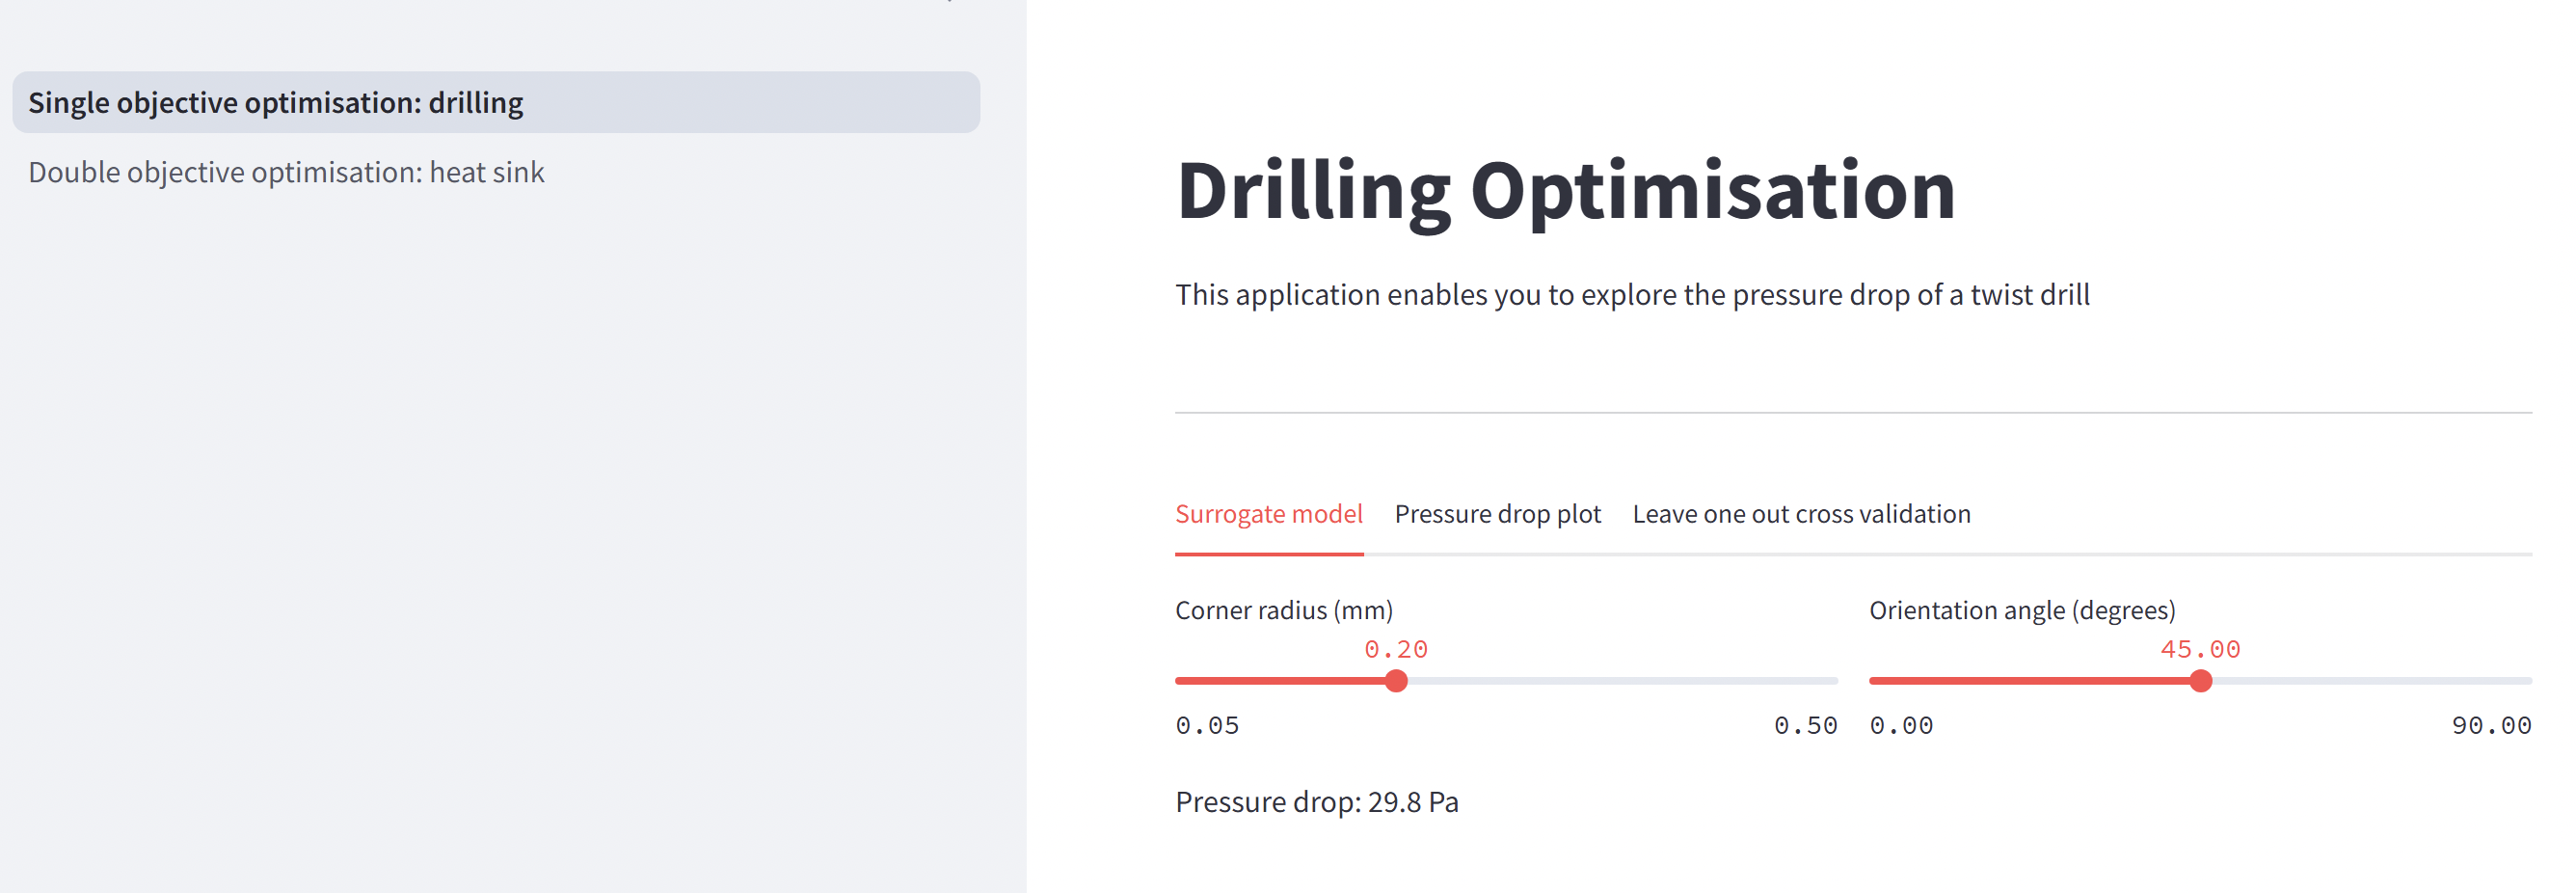 Single objective optimisation: drilling
Double objective optimisation: heat sink
Drilling Optimisation
This application enables you to explore the pressure drop of a twist drill
Surrogate model Pressure drop plot Leave one out cross validation
Corner radius (mm) Orientation angle (degrees)
0.20 45.00
0.05 0.50 0.00 90.00
Pressure drop: 29.8 Pa